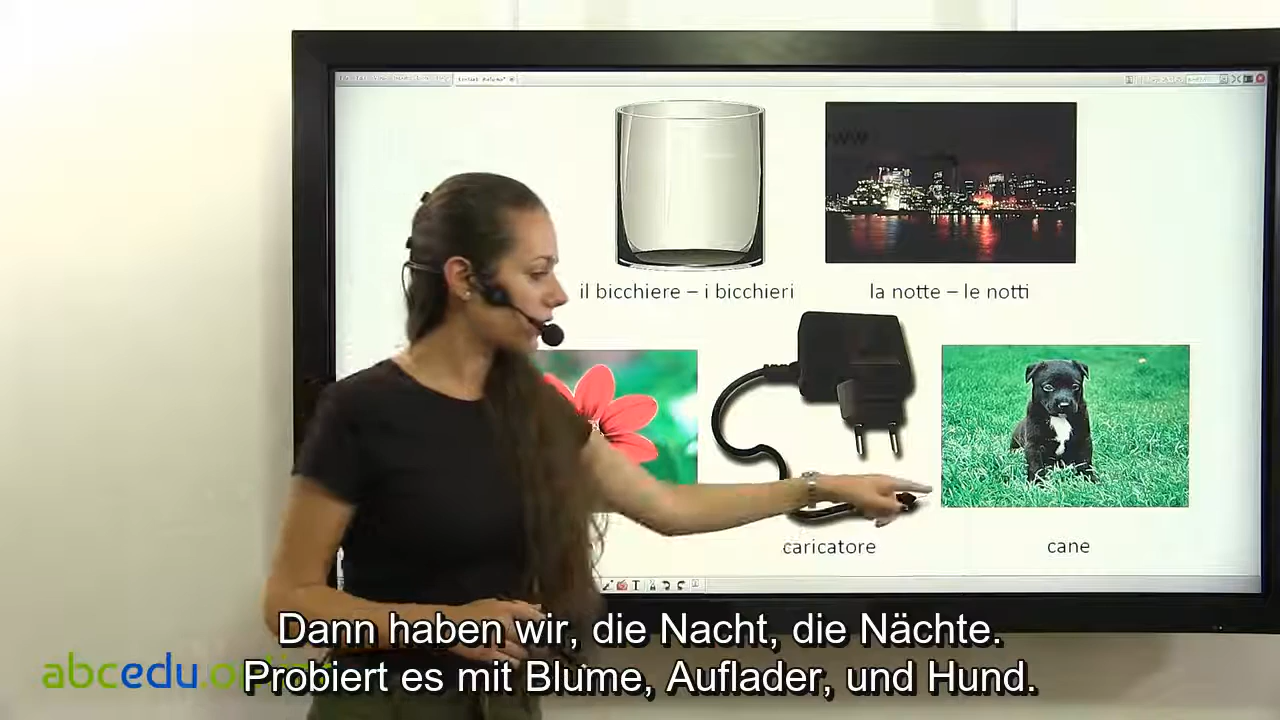 il bicchiere – i bicchieri
la notte – le notti
caricatore
cane
Dann haben wir, die Nacht, die Nächte.
Probiert es mit Blume, Auflader, und Hund.
abcedu.o